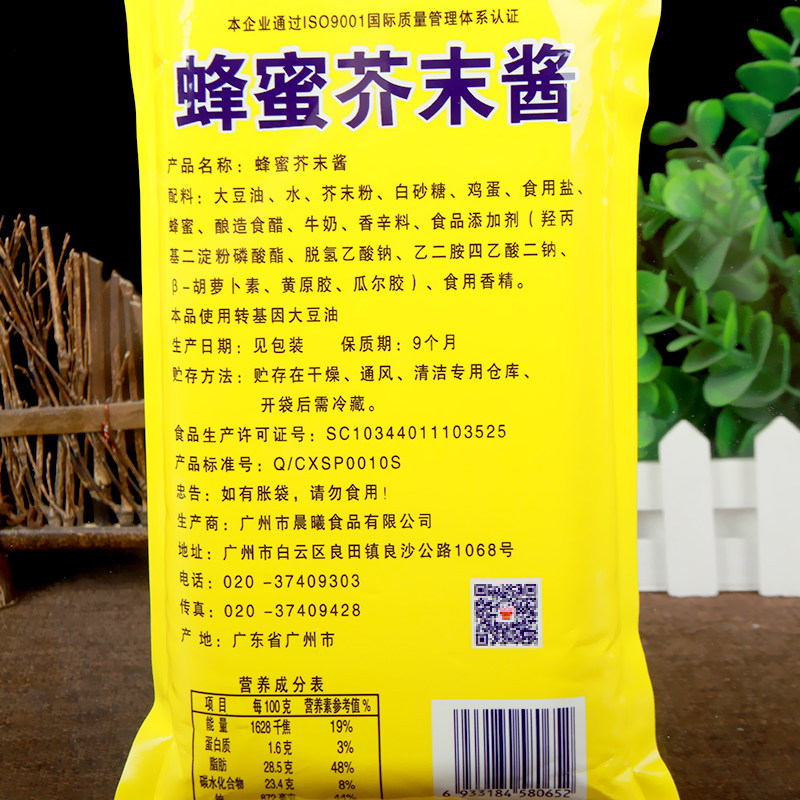 本企业通过ISO9001国际质量管理体系认证
蜂蜜芥末酱
产品名称：蜂蜜芥末酱
配料：大豆油、水、芥末粉、白砂糖、鸡蛋、食用盐、
蜂蜜、酿造食醋、牛奶、香辛料、食品添加剂（羟丙
基二淀粉磷酸酯、脱氢乙酸钠、乙二胺四乙酸二钠、
β-胡萝卜素、黄原胶、瓜尔胶）、食用香精。
本品使用转基因大豆油
生产日期：见包装 保质期：9个月
贮存方法：贮存在干燥、通风、清洁专用仓库、
开袋后需冷藏。
食品生产许可证号：SC10344011103525
产品标准号：Q/CXSP0010S
忠告：如有胀袋，请勿食用！
生产商：广州市晨曦食品有限公司
地址：广州市白云区良田镇良沙公路1068号
电话：020 -37409303
传真：020 -37409428
产 地：广东省广州市
营养成分表
项 目 每100克 营养素参考值%
能 量 1628千焦 19%
蛋白质 1.6克 3%
脂肪 28.5克 48%
碳水化合物 23.4克 8%
6 933184 580652